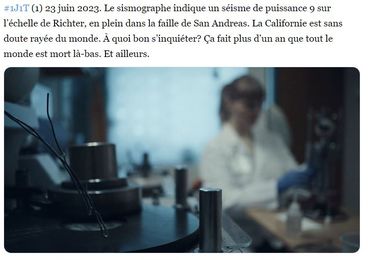 #1J1T (1) 23 juin 2023. Le sismographe indique un séisme de puissance 9 sur
l'échelle de Richter, en plein dans la faille de San Andreas. La Californie est sans
doute rayée du monde. À quoi bon s'inquiéter? Ça fait plus d'un an que tout le
monde est mort là-bas. Et ailleurs.